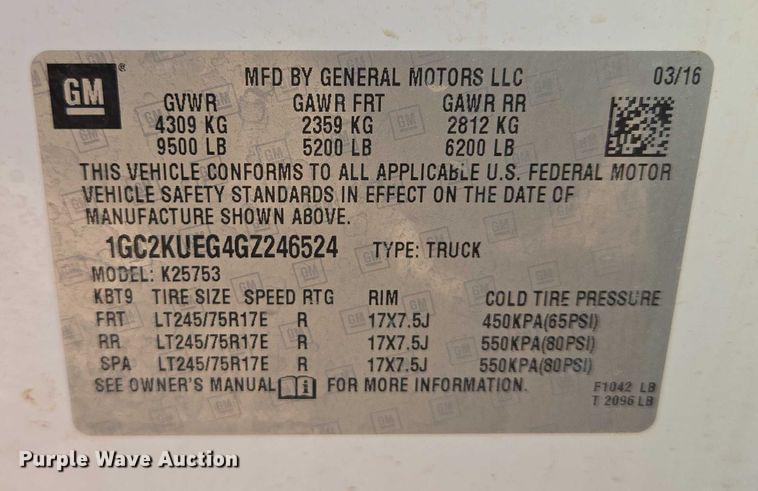 GM®
MFD BY GENERAL MOTORS LLC 03/16
GVWR GAWR FRT GAWR RR
4309 KG 2359 KG 2812 KG
9500 LB 5200 LB 6200 LB
THIS VEHICLE CONFORMS TO ALL APPLICABLE U.S. FEDERAL MOTOR
VEHICLE SAFETY STANDARDS IN EFFECT ON THE DATE OF
MANUFACTURE SHOWN ABOVE.
1GC2KUEG4GZ246524 TYPE: TRUCK
MODEL: K25753
KBT9 TIRE SIZE SPEED RTG RIM COLD TIRE PRESSURE
FRT LT245/75R17E R 17X7.5J 450KPA(65PSI)
RR LT245/75R17E R 17X7.5J 550KPA(80PSI)
SPA LT245/75R17E R 17X7.5J 550KPA(80PSI)
SEE OWNER'S MANUAL FOR MORE INFORMATION.
F1042 LB
T 2096 LB
Purple Wave Auction